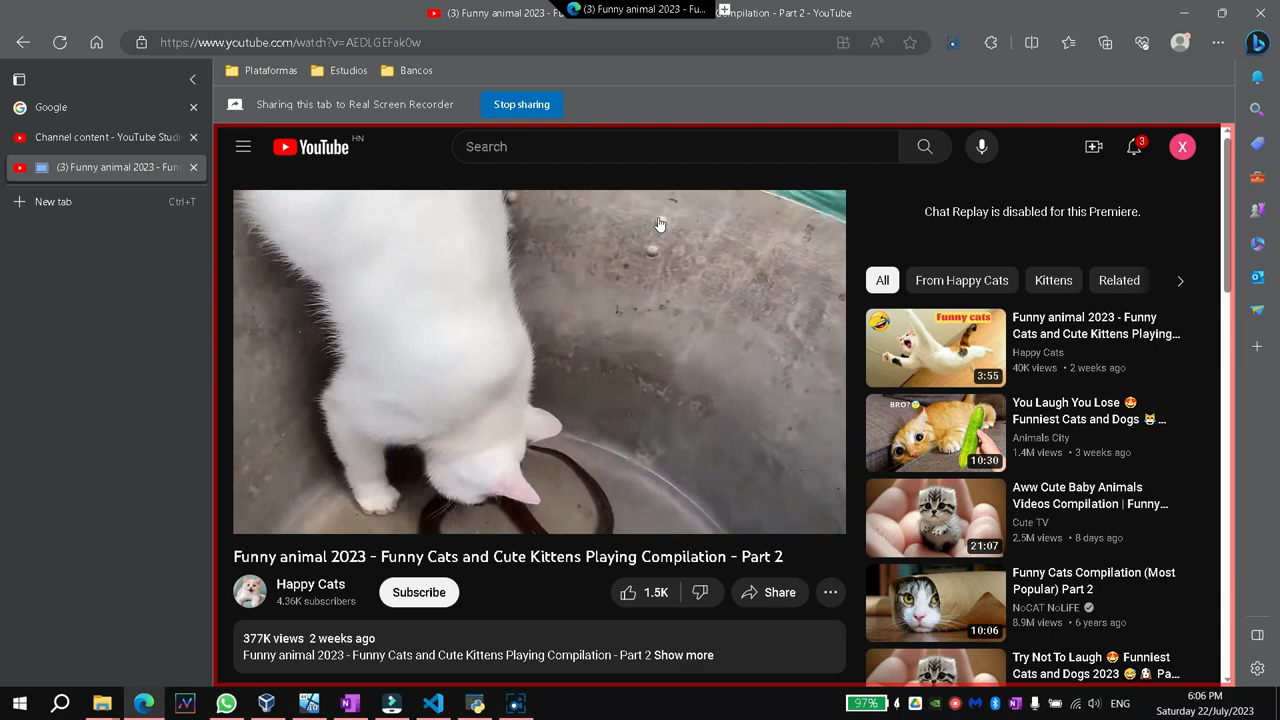 (3) Funny animal 2023 - Fu
(3) Funny animal 2023 - Fu...
mpilation - Part 2 - YouTube
https://www.youtube.com/watch?v=AEDLGEFak0w
Plataformas
Estudios
Bancos
Google
Channel content - YouTube Studi
(3) Funny animal 2023 - Fun
New tab
Ctrl+T
Sharing this tab to Real Screen Recorder
Stop sharing
YouTube
HN
Search
3
X
Chat Replay is disabled for this Premiere.
All
From Happy Cats
Kittens
Related
Funny cats
3:55
Funny animal 2023 - Funny
Cats and Cute Kittens Playing...
Happy Cats
40K views • 2 weeks ago
BRO?
10:30
You Laugh You Lose 😍
Funniest Cats and Dogs 😹 ...
Animals City
1.4M views • 3 weeks ago
21:07
Aww Cute Baby Animals
Videos Compilation | Funny...
Cute TV
2.5M views • 8 days ago
10:06
Funny Cats Compilation (Most
Popular) Part 2
NoCAT NoLiFE
8.9M views • 6 years ago
Try Not To Laugh 😍 Funniest
Cats and Dogs 2023 😅 🐶 Pa...
Funny animal 2023 - Funny Cats and Cute Kittens Playing Compilation - Part 2
Happy Cats
4.36K subscribers
Subscribe
1.5K
Share
377K views 2 weeks ago
Funny animal 2023 - Funny Cats and Cute Kittens Playing Compilation - Part 2 Show more
97%
ENG
6:06 PM
Saturday 22/July/2023